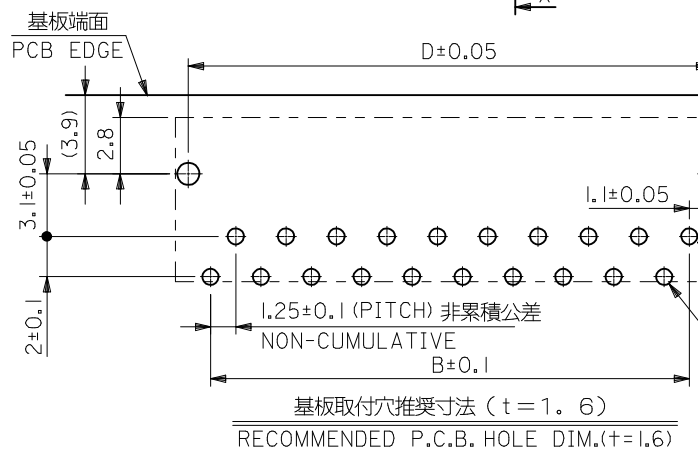 X
基板端面
PCB EDGE
D±0.05
(3.9)
2.8
3.1±0.05
1.1±0.05
2±0.1
1.25±0.1 (PITCH) 非累積公差
NON-CUMULATIVE
B±0.1
基板取付穴推奨寸法 (t=1. 6)
RECOMMENDED P.C.B. HOLE DIM.(t=1.6)